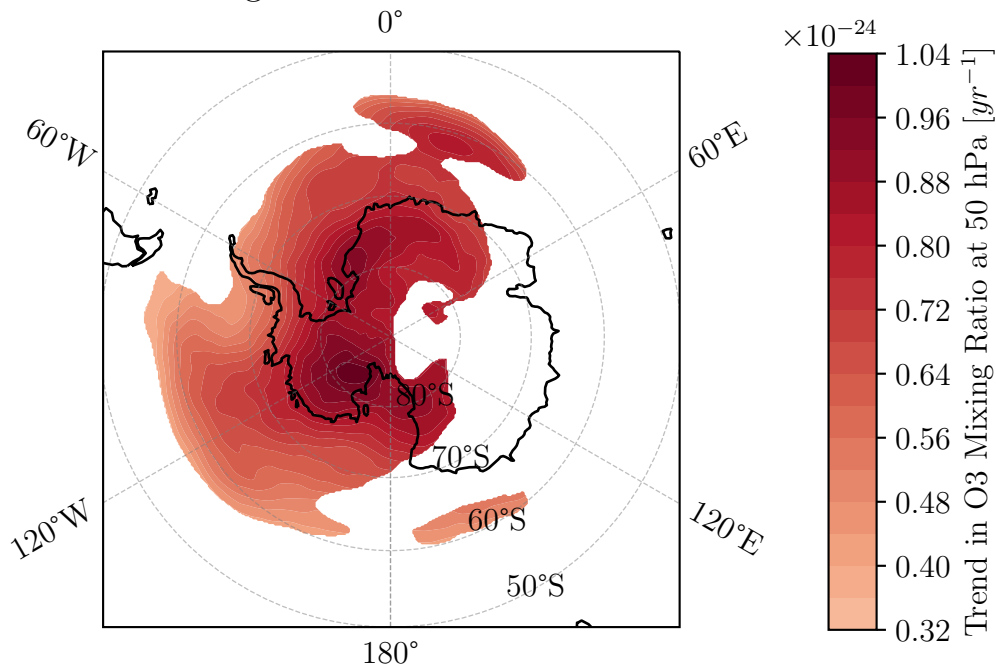 0°
60°W
60°E
120°W
120°E
180°
80°S
70°S
60°S
50°S
×10⁻²⁴
1.04
0.96
0.88
0.80
0.72
0.64
0.56
0.48
0.40
0.32
Trend in O3 Mixing Ratio at 50 hPa [yr⁻¹]